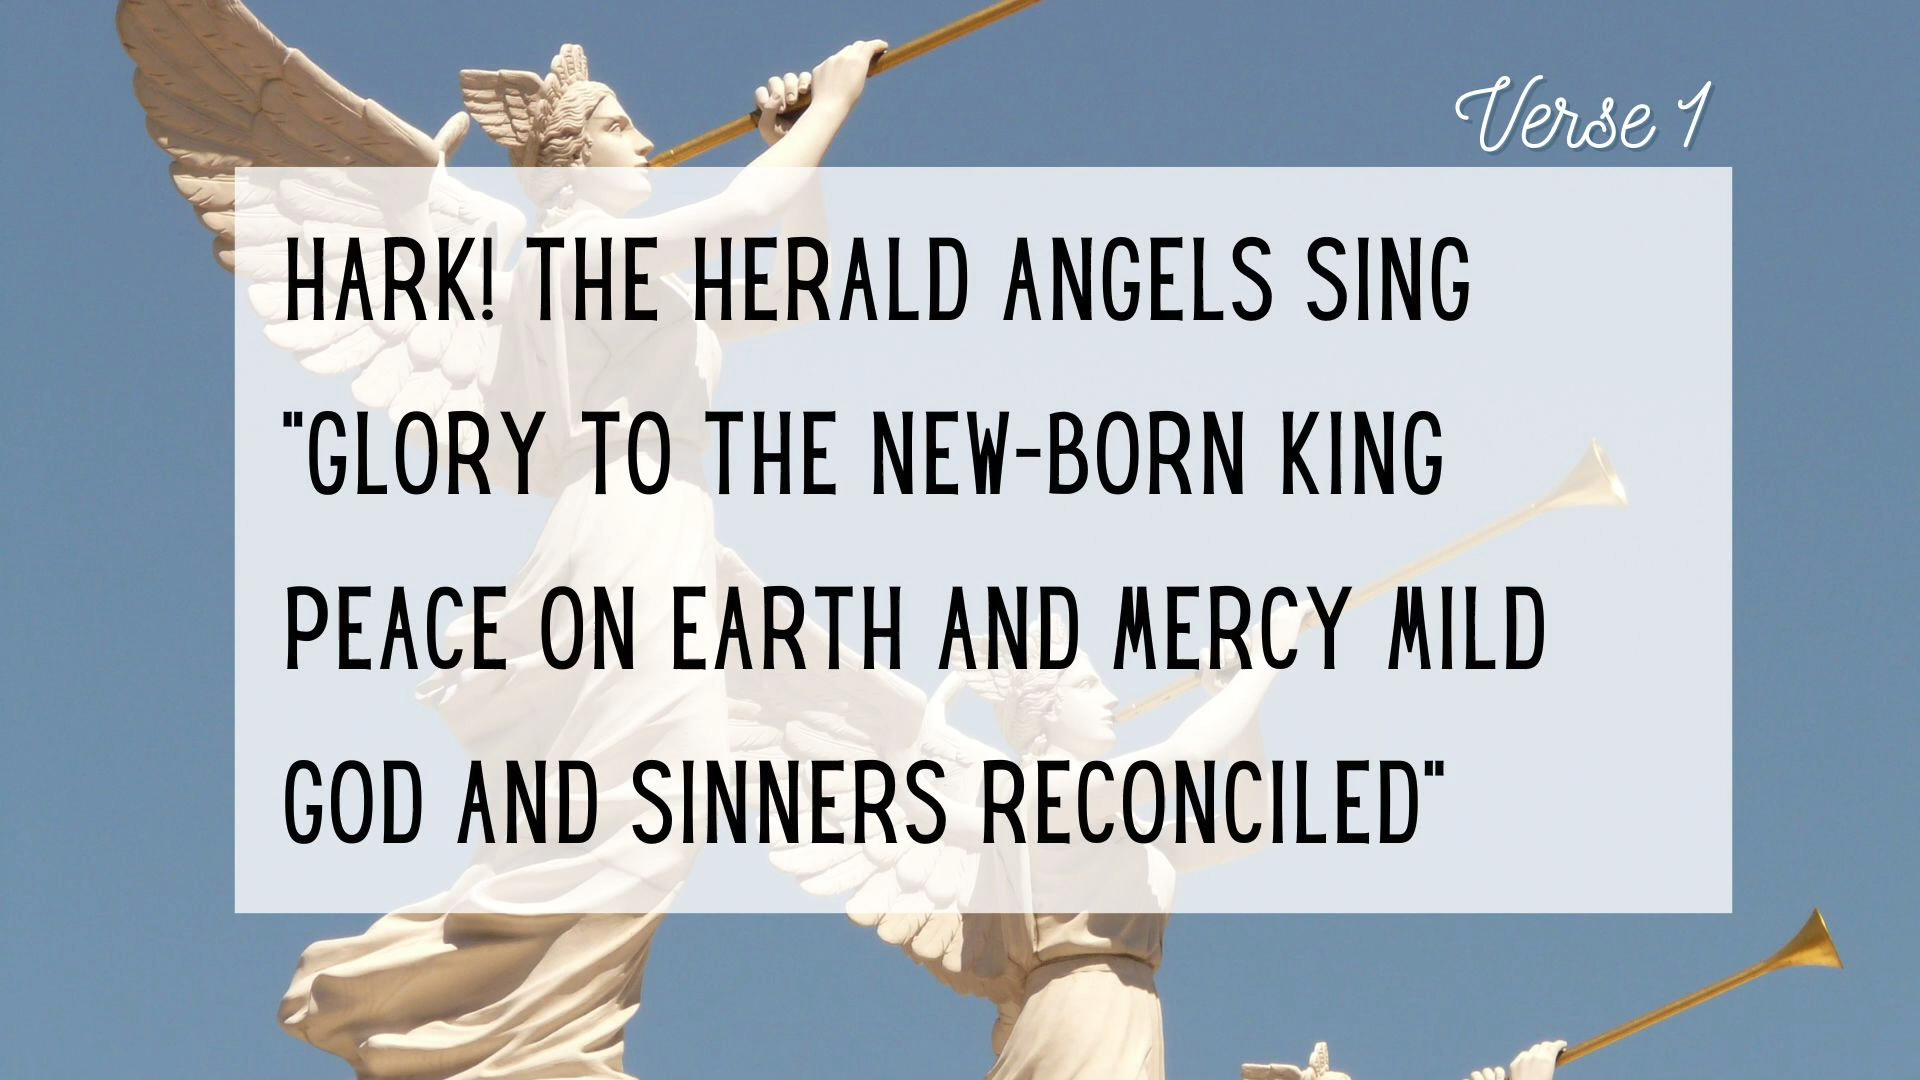 Verse 1
HARK! THE HERALD ANGELS SING
"GLORY TO THE NEW-BORN KING
PEACE ON EARTH AND MERCY MILD
GOD AND SINNERS RECONCILED"